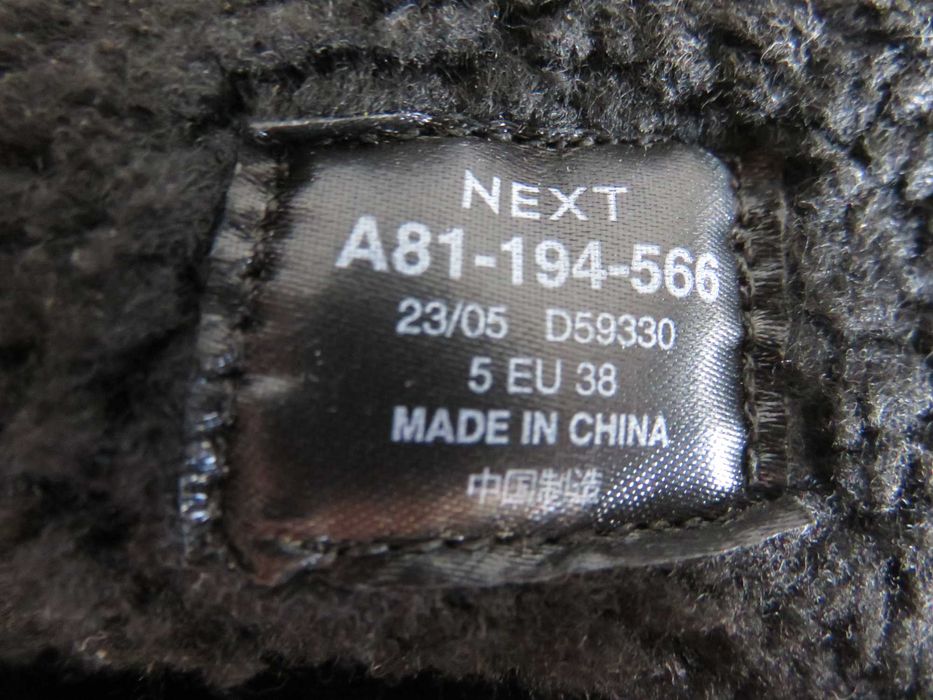 NEXT
A81-194-566
23/05 D59330
5 EU 38
MADE IN CHINA
中国制造